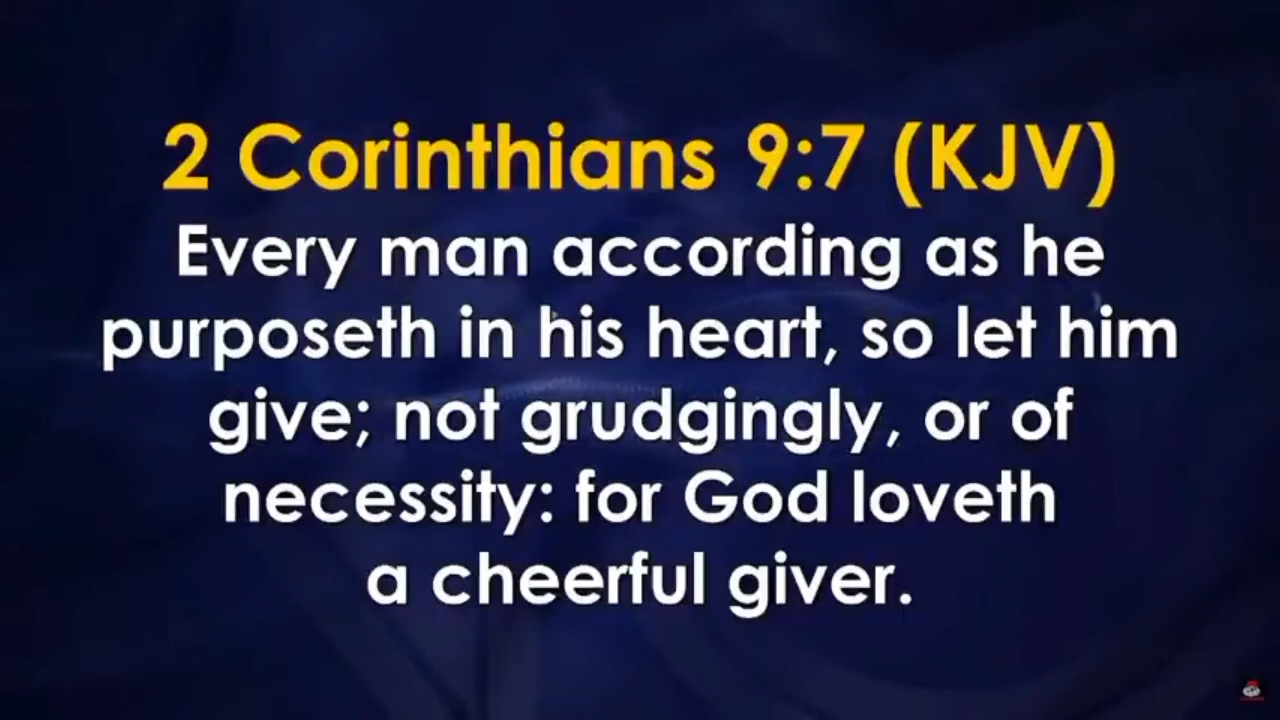 2 Corinthians 9:7 (KJV)
Every man according as he
purposeth in his heart, so let him
give; not grudgingly, or of
necessity: for God loveth
a cheerful giver.